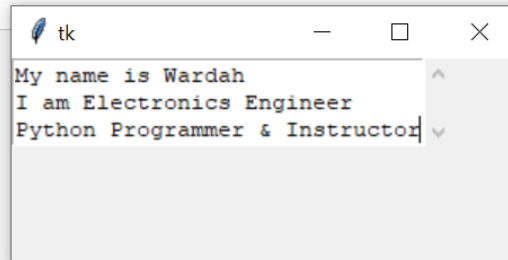 tk
My name is Wardah
I am Electronics Engineer
Python Programmer & Instructor